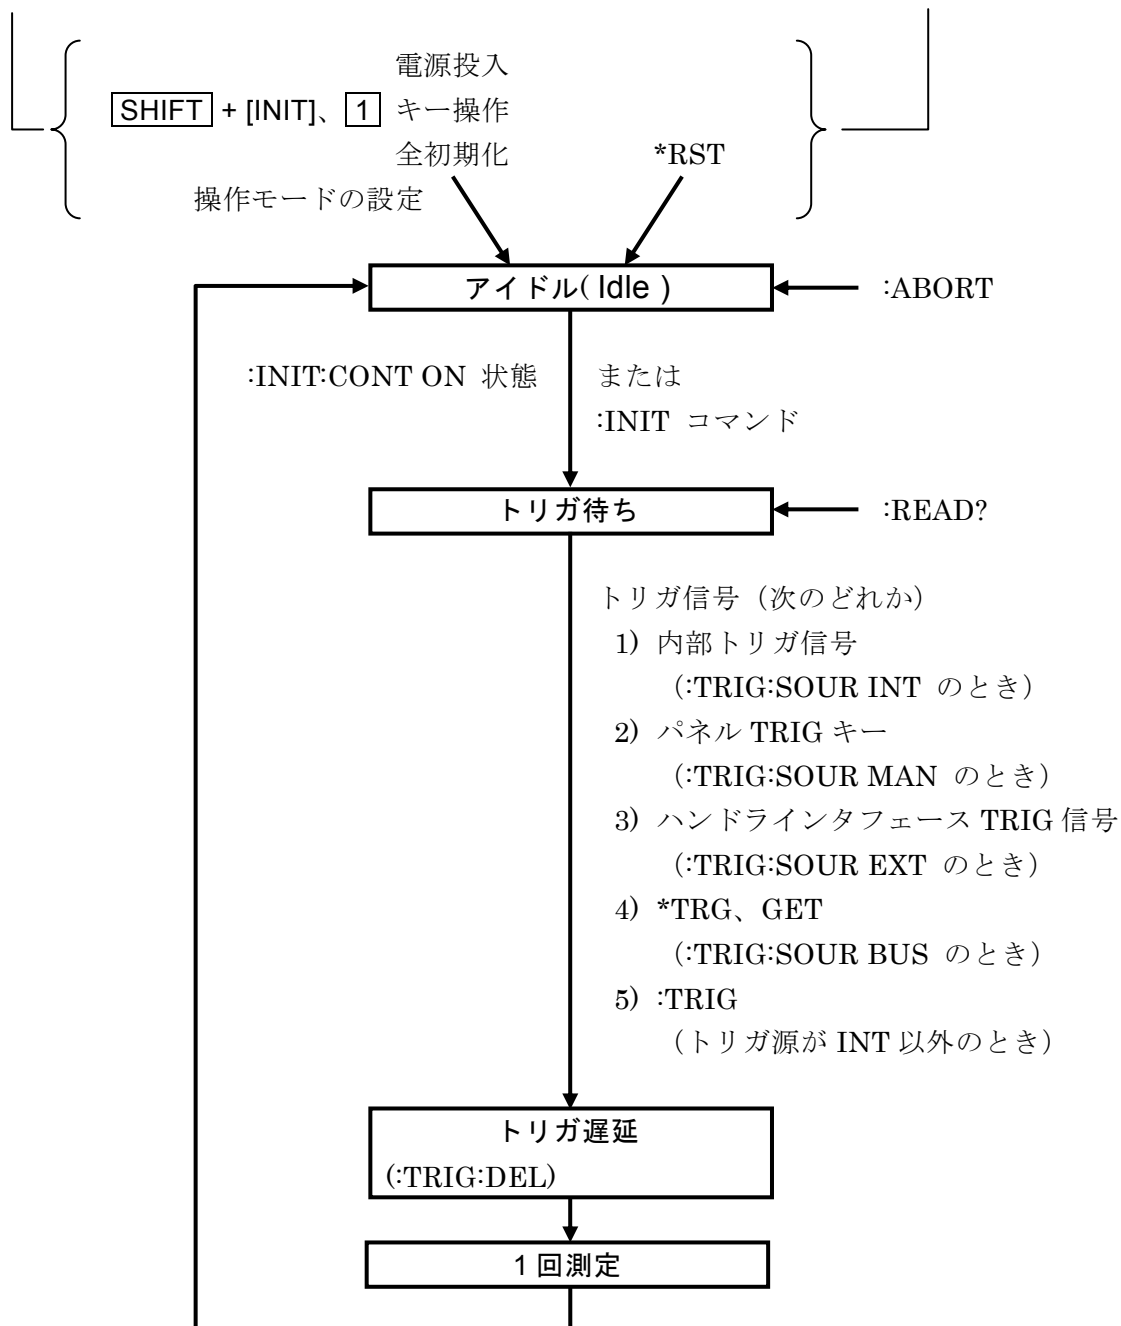 電源投入
SHIFT + [INIT]、 1 キー操作
全初期化 *RST
操作モードの設定
アイドル( Idle )
:ABORT
:INIT:CONT ON 状態 または
:INIT コマンド
トリガ待ち
:READ?
トリガ信号（次のどれか）
1) 内部トリガ信号
（:TRIG:SOUR INT のとき）
2) パネル TRIG キー
（:TRIG:SOUR MAN のとき）
3) ハンドラインタフェース TRIG 信号
（:TRIG:SOUR EXT のとき）
4) *TRG、GET
（:TRIG:SOUR BUS のとき）
5) :TRIG
（トリガ源が INT 以外のとき）
トリガ遅延
(:TRIG:DEL)
1 回測定